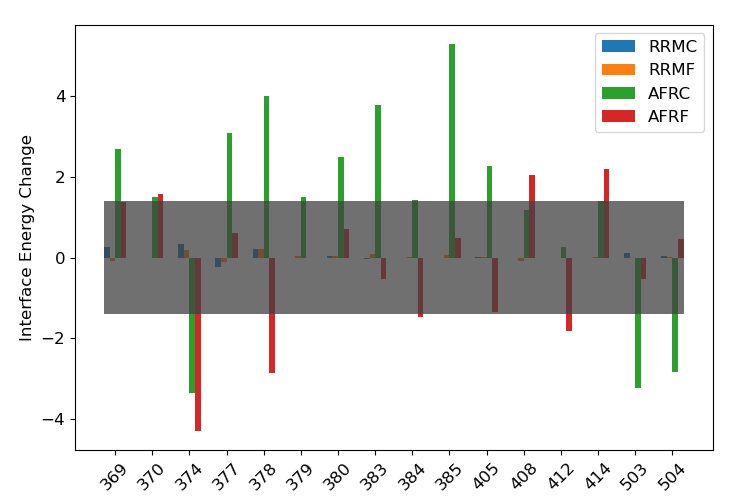 RRMC
RRMF
AFRC
AFRF
Interface Energy Change
4
2
0
−2
−4
369 370 374 377 378 379 380 383 384 385 405 408 412 414 503 504